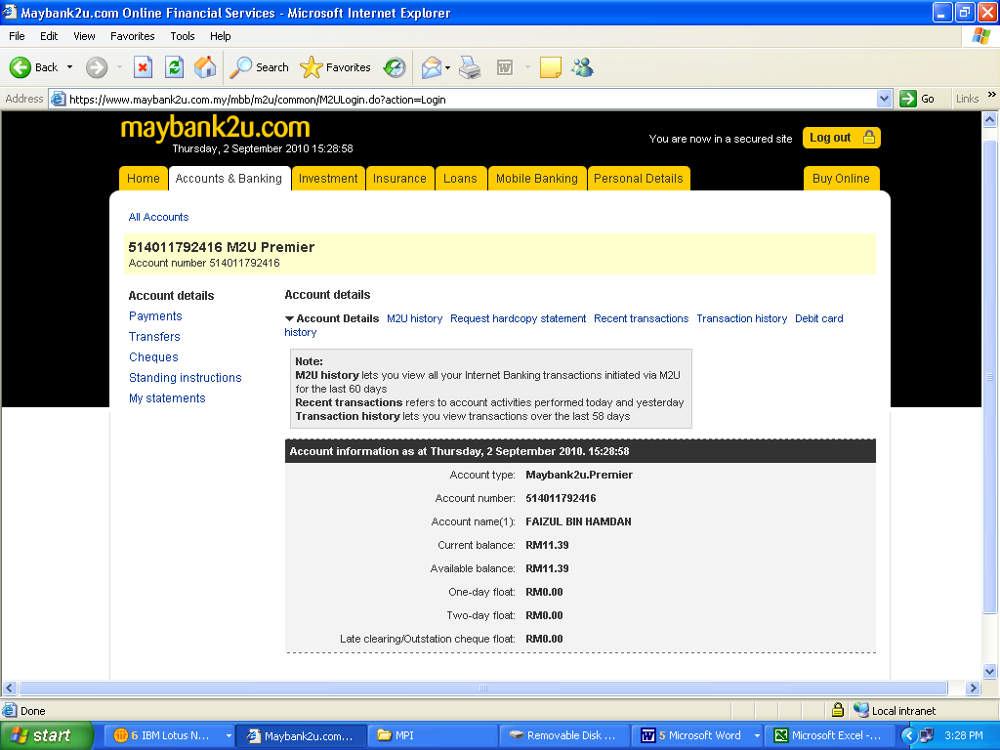 Maybank2u.com Online Financial Services - Microsoft Internet Explorer
File Edit View Favorites Tools Help
Back Search Favorites
Address https://www.maybank2u.com.my/mbb/m2u/common/M2ULogin.do?action=Login Go Links »
maybank2u.com
Thursday, 2 September 2010 15:28:58
You are now in a secured site Log out
Home Accounts & Banking Investment Insurance Loans Mobile Banking Personal Details Buy Online
All Accounts
514011792416 M2U Premier
Account number 514011792416
Account details
Payments
Transfers
Cheques
Standing instructions
My statements
Account details
Account Details M2U history Request hardcopy statement Recent transactions Transaction history Debit card
history
Note:
M2U history lets you view all your Internet Banking transactions initiated via M2U
for the last 60 days
Recent transactions refers to account activities performed today and yesterday
Transaction history lets you view transactions over the last 58 days
Account information as at Thursday, 2 September 2010. 15:28:58
Account type: Maybank2u.Premier
Account number: 514011792416
Account name(1): FAIZUL BIN HAMDAN
Current balance: RM11.39
Available balance: RM11.39
One-day float: RM0.00
Two-day float: RM0.00
Late clearing/Outstation cheque float: RM0.00
Done Local intranet
start 6 IBM Lotus N... Maybank2u.com... MPI Removable Disk ... 5 Microsoft Word Microsoft Excel -... 3:28 PM